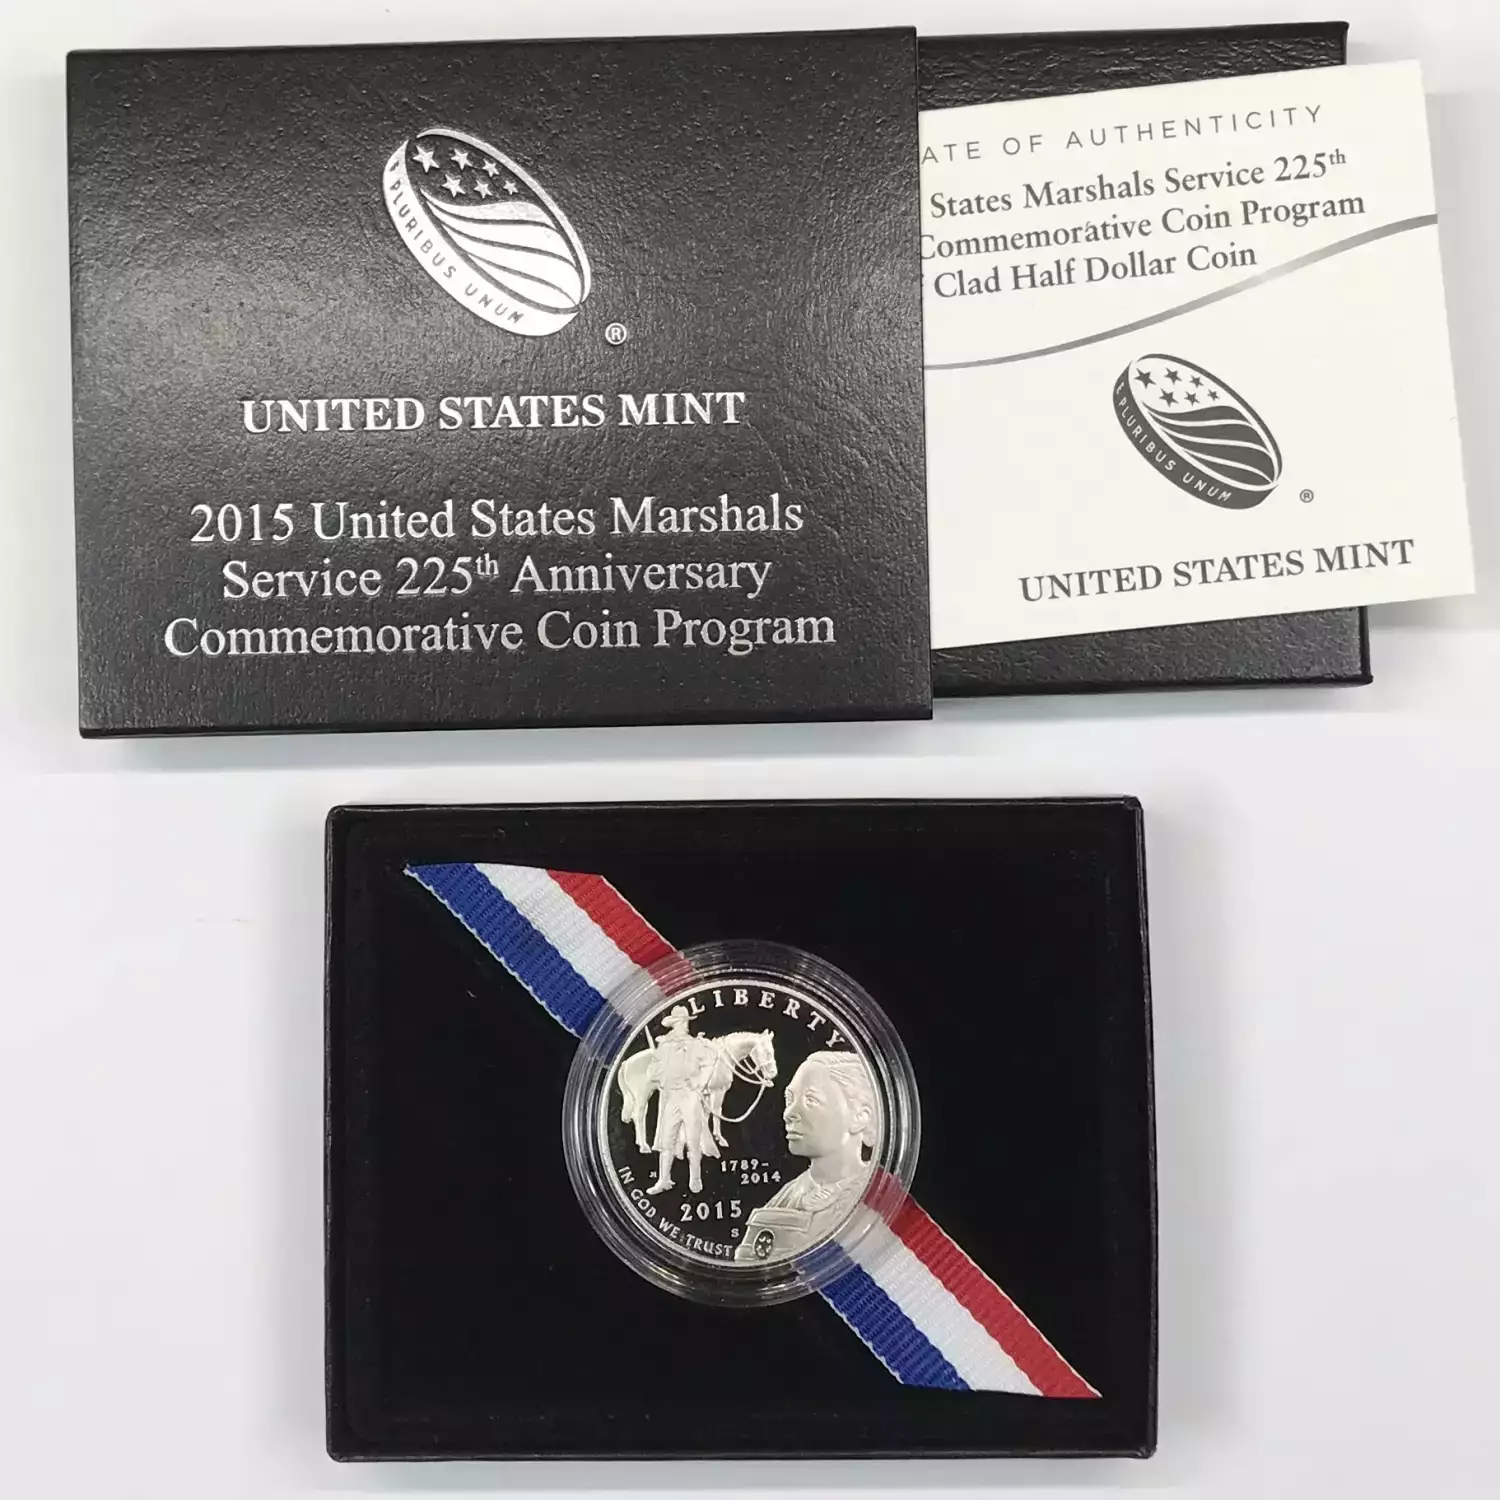 E PLURIBUS UNUM
®
UNITED STATES MINT
2015 United States Marshals
Service 225th Anniversary
Commemorative Coin Program
ATE OF AUTHENTICITY
States Marshals Service 225th
Commemorative Coin Program
Clad Half Dollar Coin
E PLURIBUS UNUM
®
UNITED STATES MINT
LIBERTY
1789-
2014
2015
S
IN GOD WE TRUST